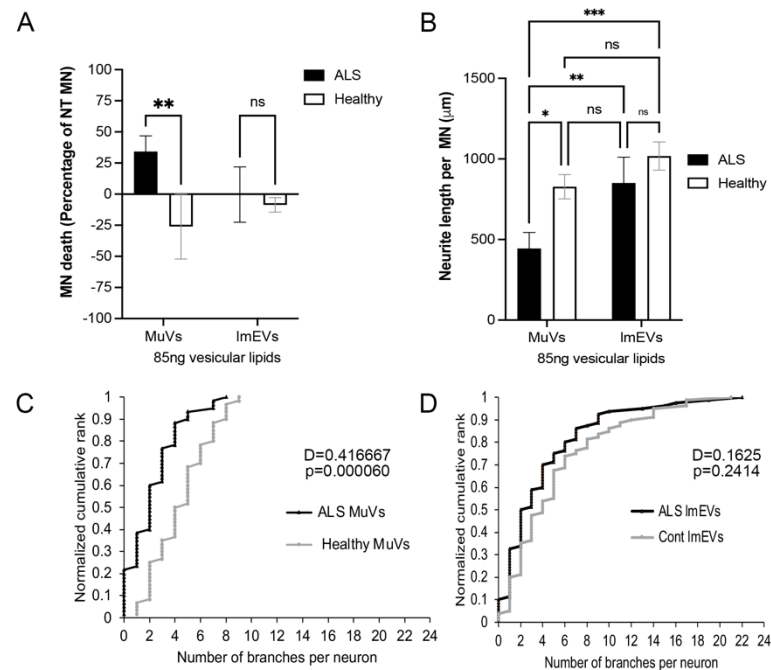 A
MN death (Percentage of NT MN)
100
75
50
25
0
-25
-50
-75
-100
**
ns
ALS
Healthy
MuVs
lmEVs
85ng vesicular lipids
B
Neurite length per MN (μm)
1500
1000
500
0
***
ns
**
*
ns
ns
ALS
Healthy
MuVs
lmEVs
85ng vesicular lipids
C
Normalized cumulative rank
1
0.9
0.8
0.7
0.6
0.5
0.4
0.3
0.2
0.1
0
D=0.416667
p=0.000060
ALS MuVs
Healthy MuVs
0 2 4 6 8 10 12 14 16 18 20 22 24
Number of branches per neuron
D
Normalized cumulative rank
1
0.9
0.8
0.7
0.6
0.5
0.4
0.3
0.2
0.1
0
D=0.1625
p=0.2414
ALS lmEVs
Cont lmEVs
0 2 4 6 8 10 12 14 16 18 20 22 24
Number of branches per neuron